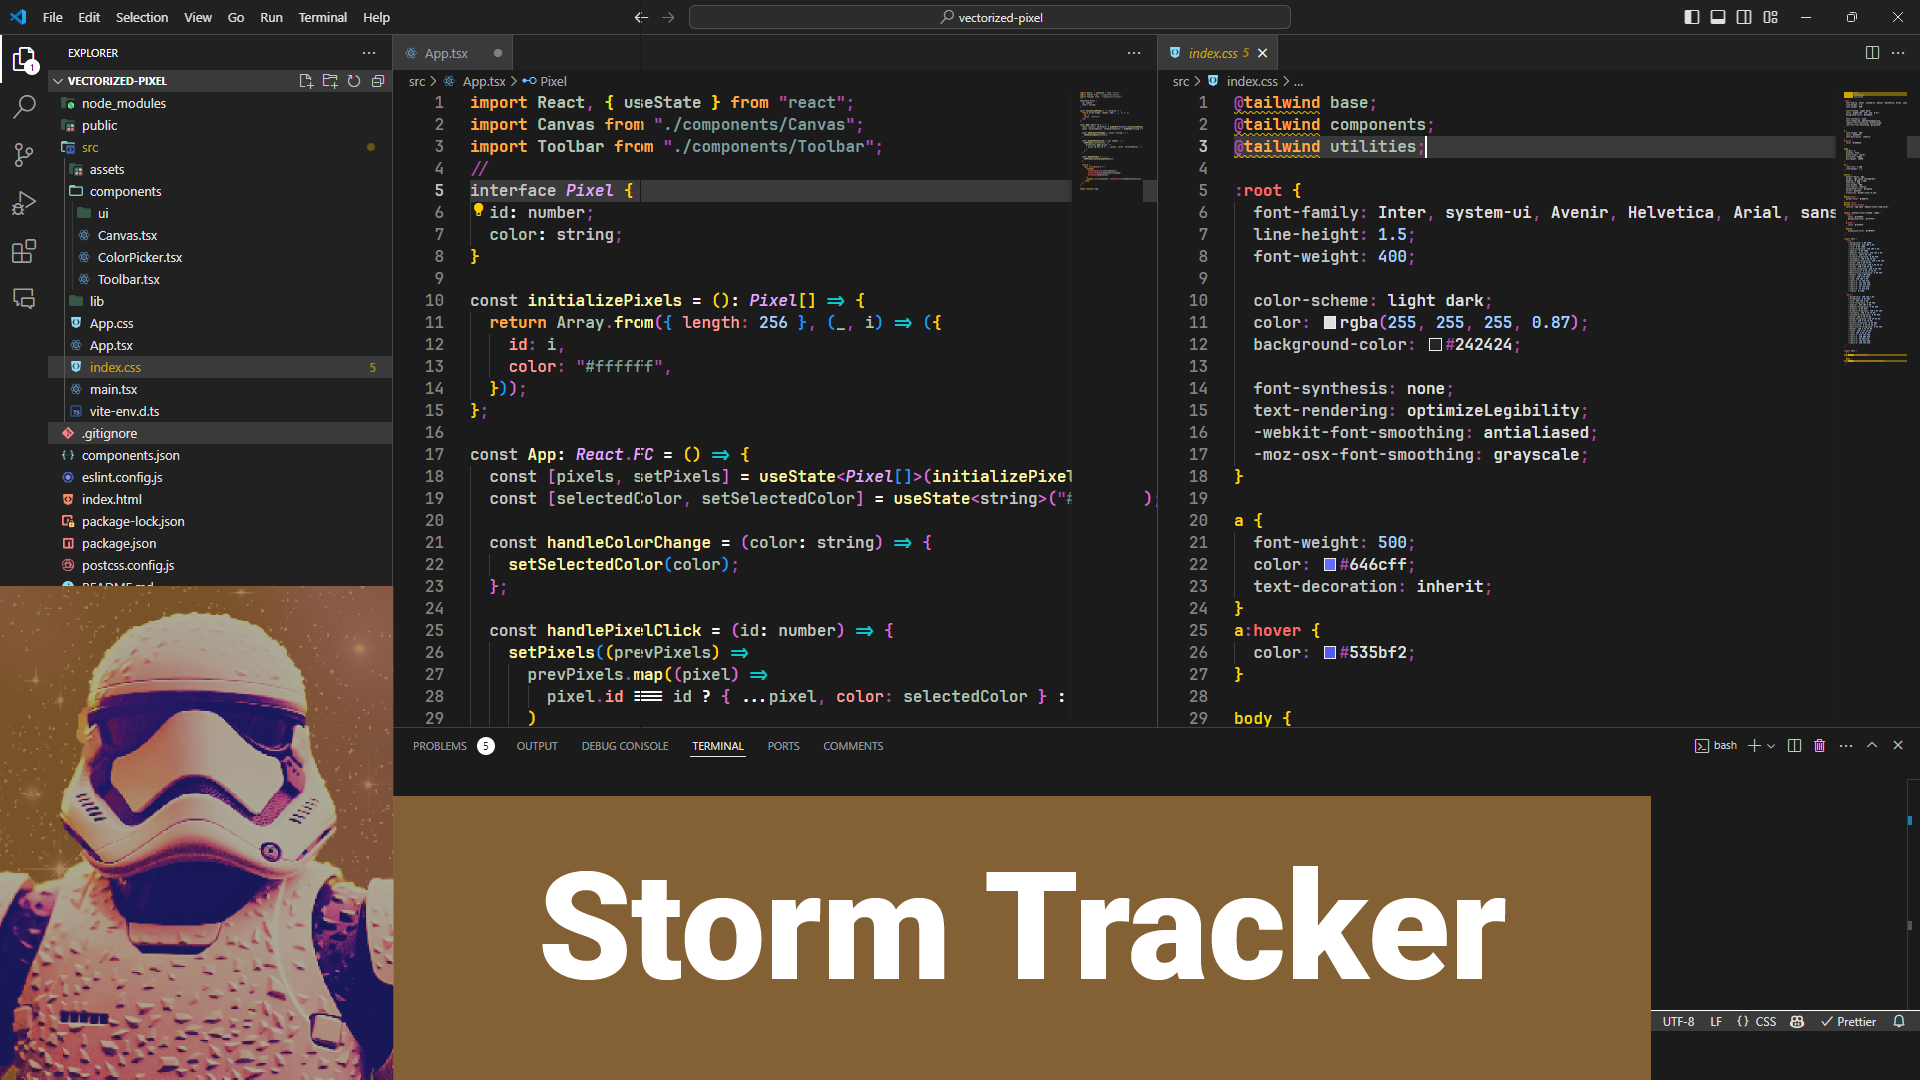 File Edit Selection View Go Run Terminal Help
vectorized-pixel
EXPLORER
1
VECTORIZED-PIXEL
node_modules
public
src
assets
components
ui
Canvas.tsx
ColorPicker.tsx
Toolbar.tsx
lib
App.css
App.tsx
index.css 5
main.tsx
vite-env.d.ts
.gitignore
components.json
eslint.config.js
index.html
package-lock.json
package.json
postcss.config.js
App.tsx
src > App.tsx > Pixel
1 import React, { useState } from "react";
2 import Canvas from "./components/Canvas";
3 import Toolbar from "./components/Toolbar";
4 //
5 interface Pixel {
6 id: number;
7 color: string;
8 }
9
10 const initializePixels = (): Pixel[] => {
11 return Array.from({ length: 256 }, (_, i) => ({
12 id: i,
13 color: "#ffffff",
14 }));
15 };
16
17 const App: React.FC = () => {
18 const [pixels, setPixels] = useState<Pixel[]>(initializePixel
19 const [selectedColor, setSelectedColor] = useState<string>("# );
20
21 const handleColorChange = (color: string) => {
22 setSelectedColor(color);
23 };
24
25 const handlePixelClick = (id: number) => {
26 setPixels((prevPixels) =>
27 prevPixels.map((pixel) =>
28 pixel.id === id ? { ...pixel, color: selectedColor } :
29 )
index.css 5
src > index.css > ...
1 @tailwind base;
2 @tailwind components;
3 @tailwind utilities;
4
5 :root {
6 font-family: Inter, system-ui, Avenir, Helvetica, Arial, sans
7 line-height: 1.5;
8 font-weight: 400;
9
10 color-scheme: light dark;
11 color: rgba(255, 255, 255, 0.87);
12 background-color: #242424;
13
14 font-synthesis: none;
15 text-rendering: optimizeLegibility;
16 -webkit-font-smoothing: antialiased;
17 -moz-osx-font-smoothing: grayscale;
18 }
19
20 a {
21 font-weight: 500;
22 color: #646cff;
23 text-decoration: inherit;
24 }
25 a:hover {
26 color: #535bf2;
27 }
28
29 body {
PROBLEMS 5 OUTPUT DEBUG CONSOLE TERMINAL PORTS COMMENTS
bash
Storm Tracker
UTF-8 LF {} CSS Prettier